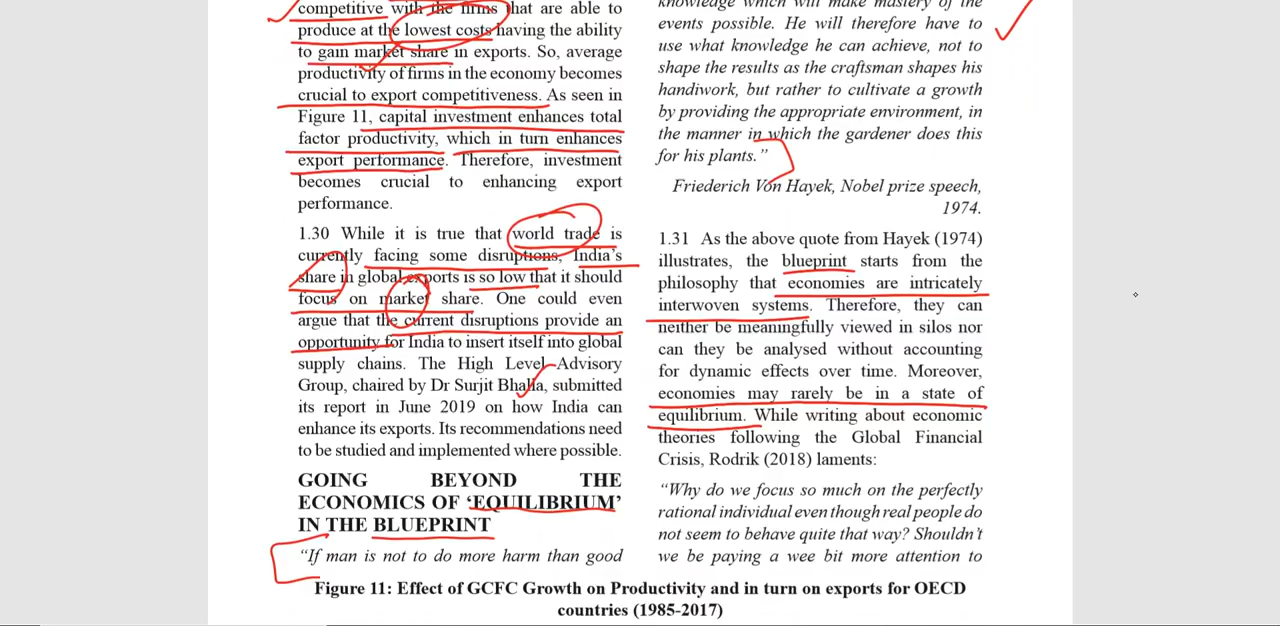 competitive with the firms that are able to
produce at the lowest costs having the ability
to gain market share in exports. So, average
productivity of firms in the economy becomes
crucial to export competitiveness. As seen in
Figure 11, capital investment enhances total
factor productivity, which in turn enhances
export performance. Therefore, investment
becomes crucial to enhancing export
performance.
1.30 While it is true that world trade is
currently facing some disruptions, India's
share in global exports is so low that it should
focus on market share. One could even
argue that the current disruptions provide an
opportunity for India to insert itself into global
supply chains. The High Level Advisory
Group, chaired by Dr Surjit Bhalla, submitted
its report in June 2019 on how India can
enhance its exports. Its recommendations need
to be studied and implemented where possible.
GOING BEYOND THE
ECONOMICS OF ‘EQUILIBRIUM’
IN THE BLUEPRINT
“If man is not to do more harm than good
knowledge which will make mastery of the
events possible. He will therefore have to
use what knowledge he can achieve, not to
shape the results as the craftsman shapes his
handiwork, but rather to cultivate a growth
by providing the appropriate environment, in
the manner in which the gardener does this
for his plants.”
Friederich Von Hayek, Nobel prize speech,
1974.
1.31 As the above quote from Hayek (1974)
illustrates, the blueprint starts from the
philosophy that economies are intricately
interwoven systems. Therefore, they can
neither be meaningfully viewed in silos nor
can they be analysed without accounting
for dynamic effects over time. Moreover,
economies may rarely be in a state of
equilibrium. While writing about economic
theories following the Global Financial
Crisis, Rodrik (2018) laments:
“Why do we focus so much on the perfectly
rational individual even though real people do
not seem to behave quite that way? Shouldn't
we be paying a wee bit more attention to
Figure 11: Effect of GCFC Growth on Productivity and in turn on exports for OECD
countries (1985-2017)